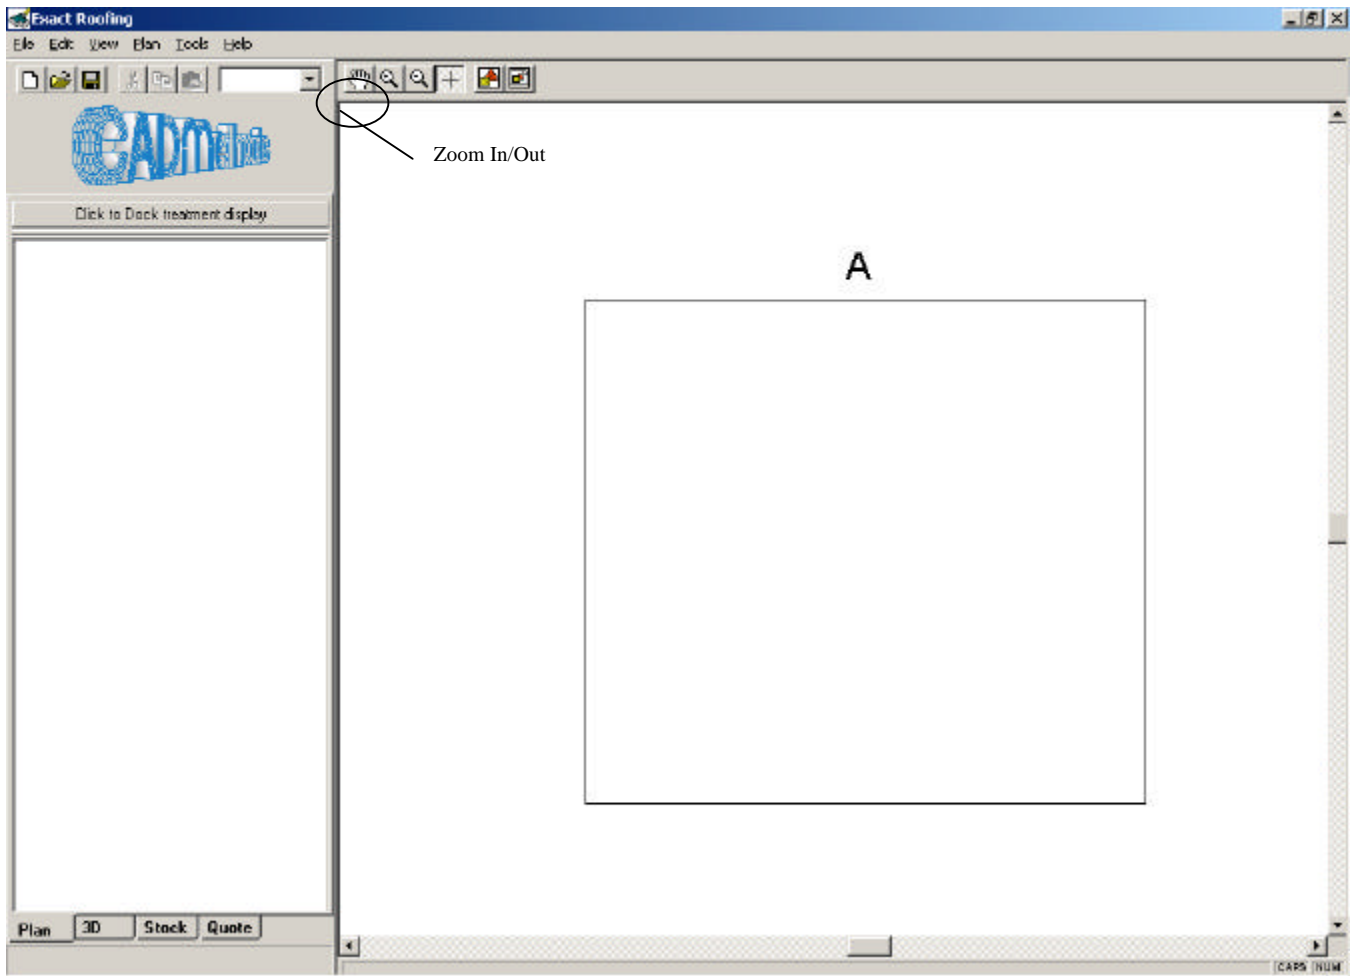 Exact Roofing
File Edit View Plan Tools Help
Zoom In/Out
Click to Dock treatment display
A
Plan 3D Stock Quote
CAPS NUM